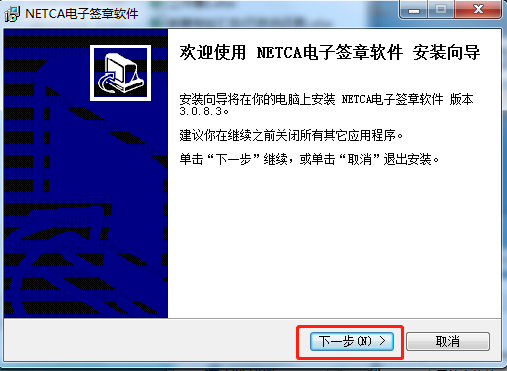 NETCA电子签章软件
欢迎使用 NETCA电子签章软件 安装向导
安装向导将在你的电脑上安装 NETCA电子签章软件 版本
3.0.8.3。
建议你在继续之前关闭所有其它应用程序。
单击“下一步”继续，或单击“取消”退出安装。
下一步(N) >
取消